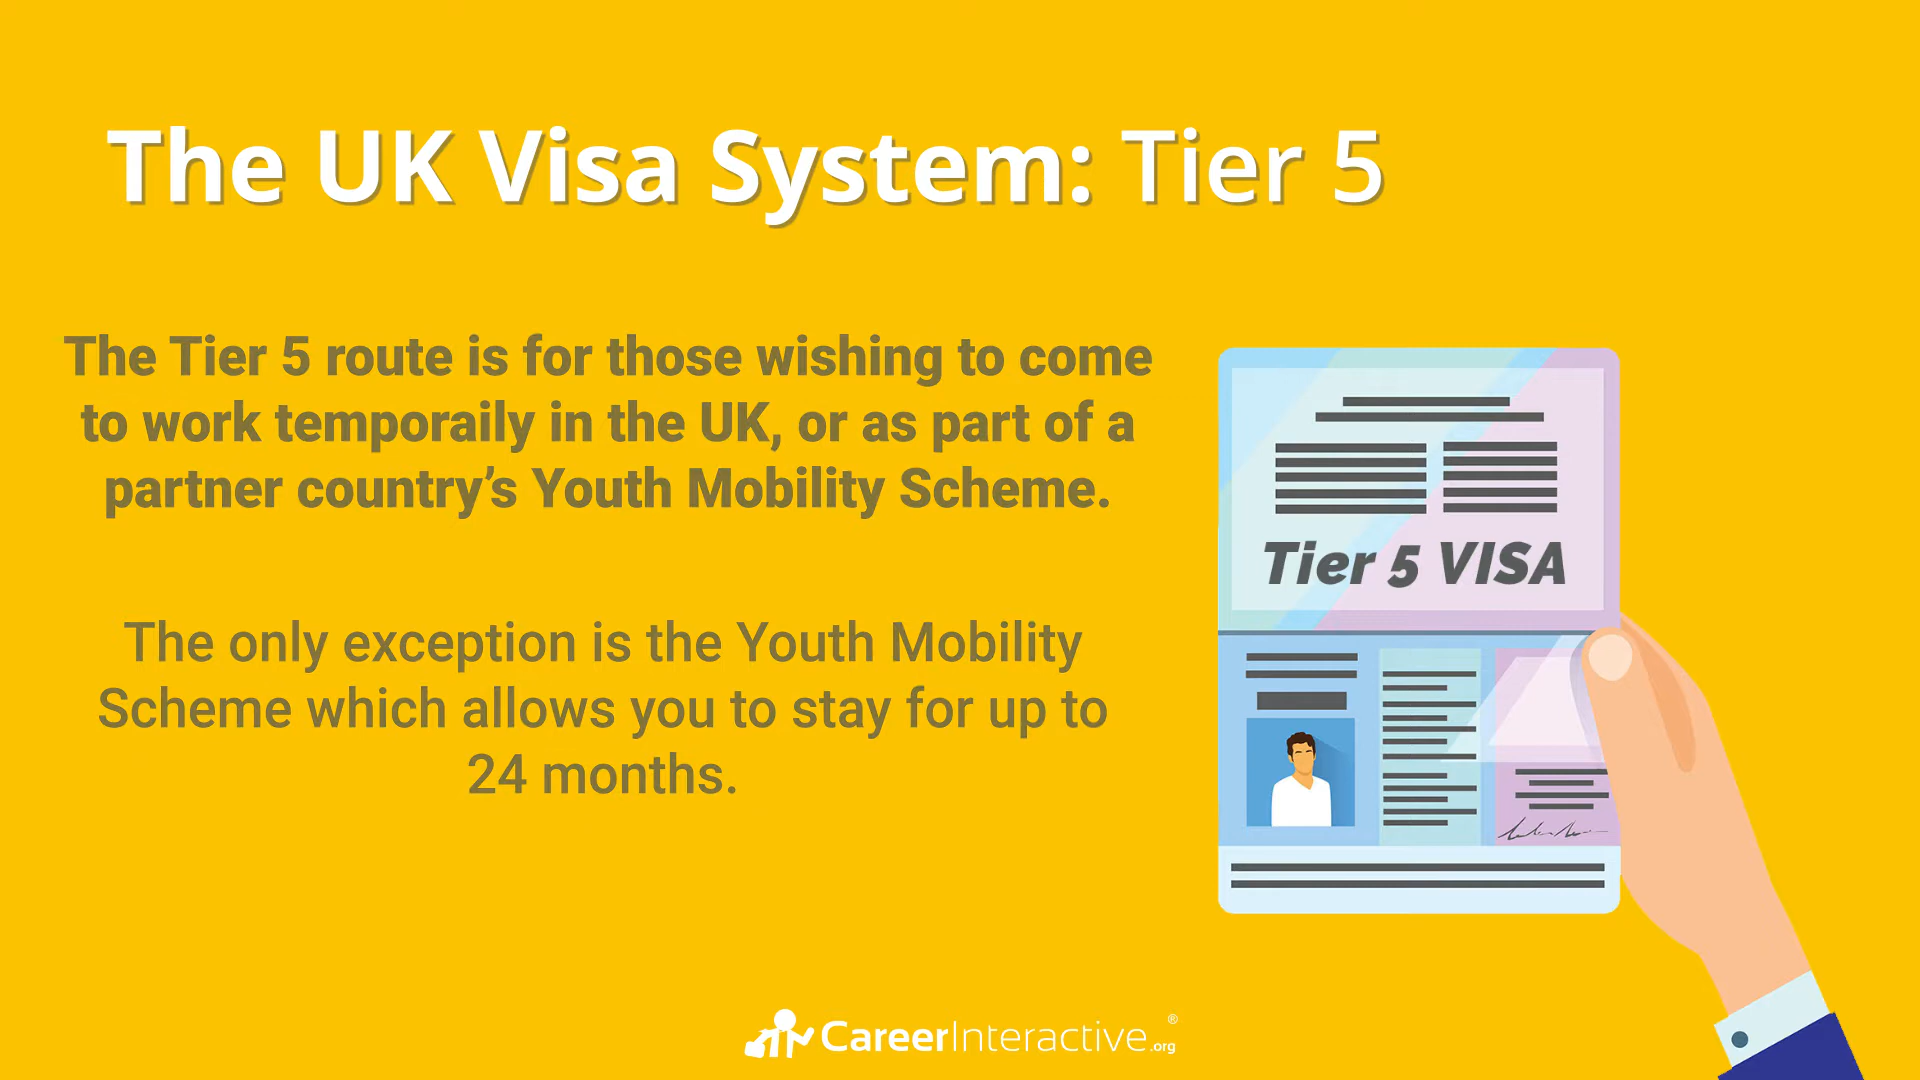 The UK Visa System: Tier 5
The Tier 5 route is for those wishing to come
to work temporaily in the UK, or as part of a
partner country’s Youth Mobility Scheme.
The only exception is the Youth Mobility
Scheme which allows you to stay for up to
24 months.
Tier 5 VISA
CareerInteractive.org®